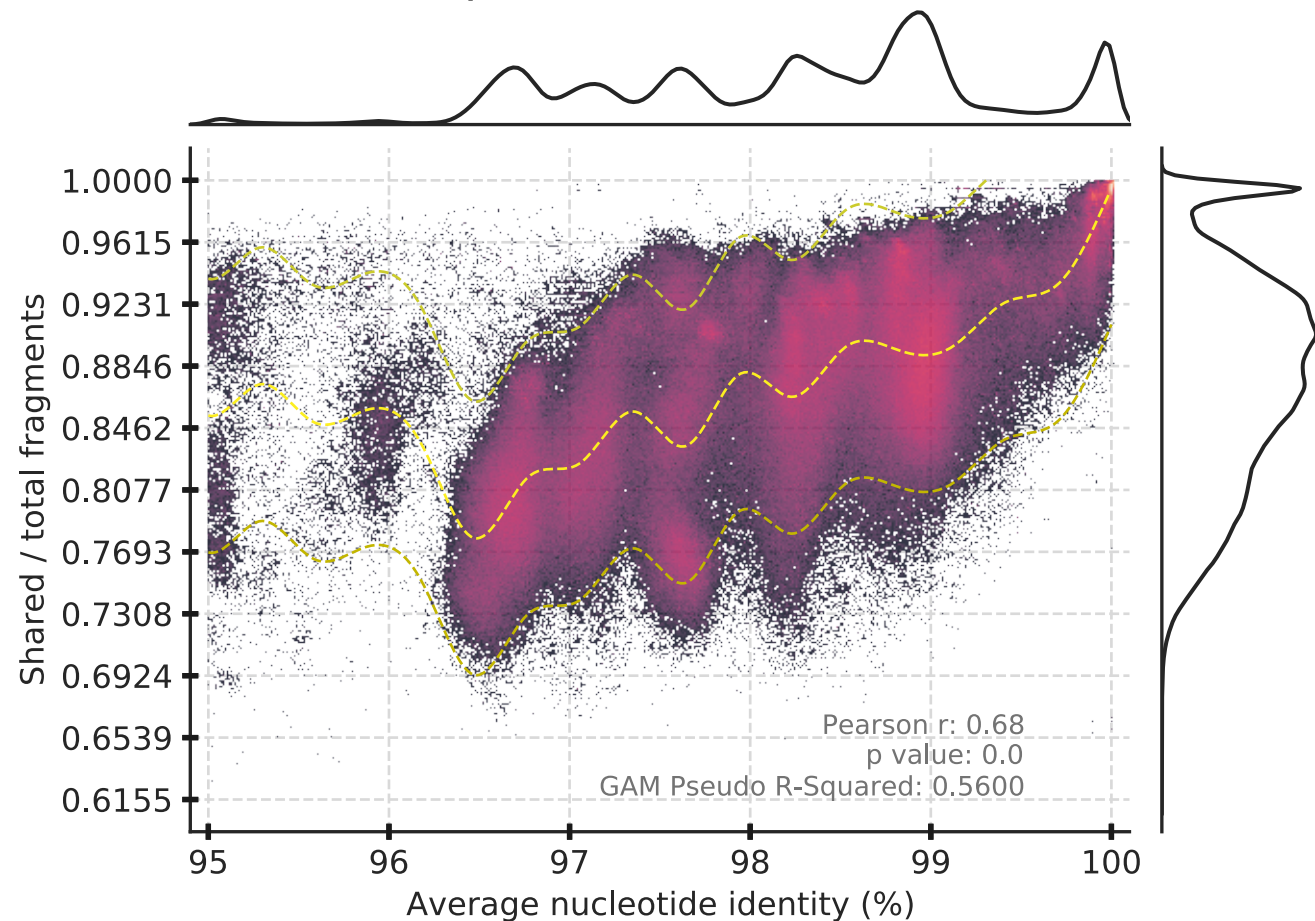 1.0000
0.9615
0.9231
0.8846
0.8462
0.8077
0.7693
0.7308
0.6924
0.6539
0.6155
Shared / total fragments
Pearson r: 0.68
p value: 0.0
GAM Pseudo R-Squared: 0.5600
95 96 97 98 99 100
Average nucleotide identity (%)